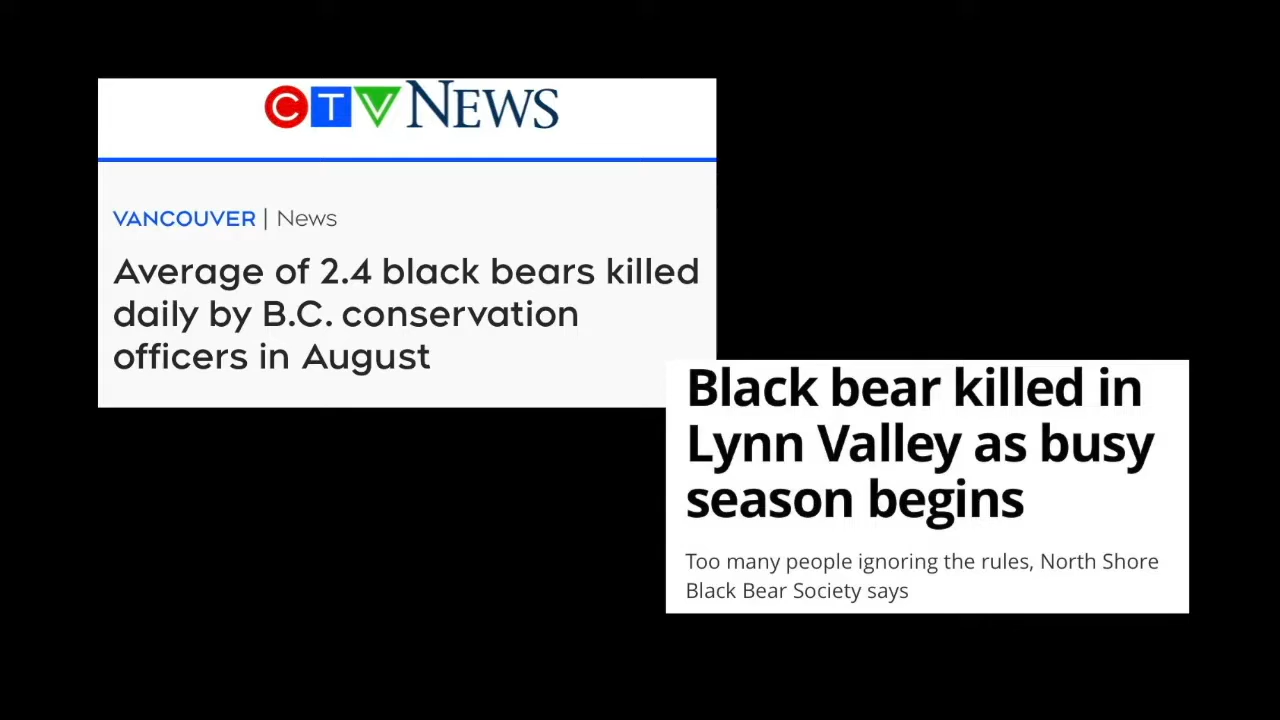 CTV NEWS
VANCOUVER | News
Average of 2.4 black bears killed
daily by B.C. conservation
officers in August
Black bear killed in
Lynn Valley as busy
season begins
Too many people ignoring the rules, North Shore
Black Bear Society says